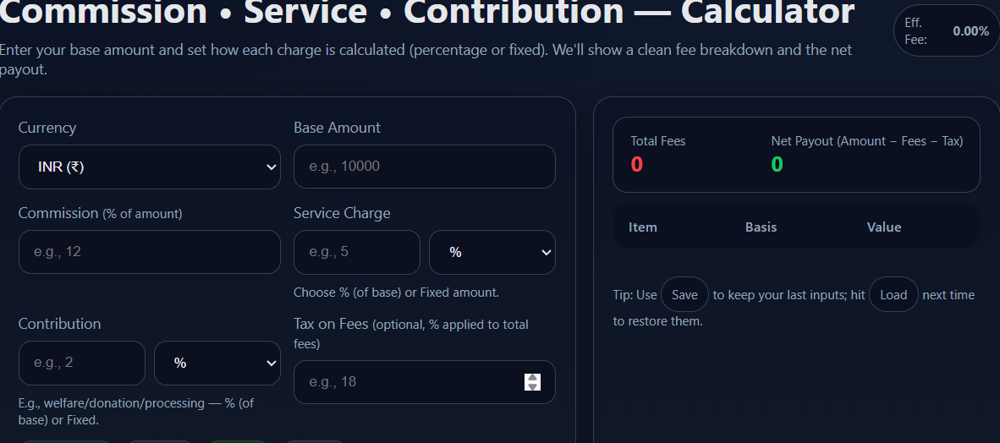 Commission • Service • Contribution — Calculator
Eff.
Fee:
0.00%
Enter your base amount and set how each charge is calculated (percentage or fixed). We'll show a clean fee breakdown and the net
payout.
Currency
Base Amount
INR (₹)
e.g., 10000
Commission (% of amount)
Service Charge
e.g., 12
e.g., 5
%
Choose % (of base) or Fixed amount.
Contribution
Tax on Fees (optional, % applied to total
fees)
e.g., 2
%
e.g., 18
E.g., welfare/donation/processing — % (of
base) or Fixed.
Total Fees
Net Payout (Amount − Fees − Tax)
0
0
Item
Basis
Value
Tip: Use Save to keep your last inputs; hit Load next time
to restore them.